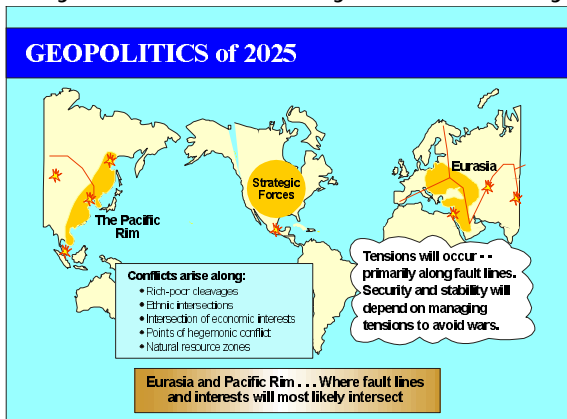 GEOPOLITICS of 2025
Strategic
Forces
Eurasia
The Pacific
Rim
Tensions will occur - -
primarily along fault lines.
Security and stability will
depend on managing
tensions to avoid wars.
Conflicts arise along:
• Rich-poor cleavages
• Ethnic intersections
• Intersection of economic interests
• Points of hegemonic conflict
• Natural resource zones
Eurasia and Pacific Rim . . . Where fault lines
and interests will most likely intersect